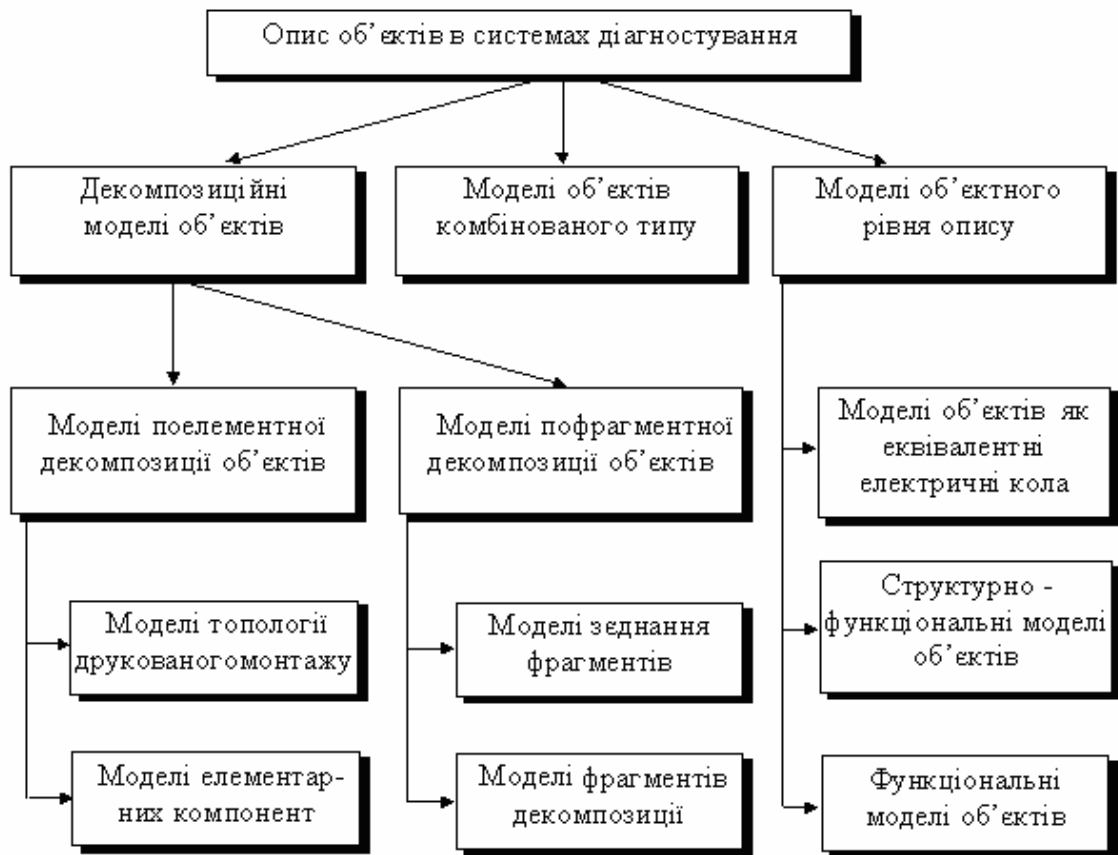 Опис об’єктів в системах діагностування
Декомпозиційні
моделі об’єктів
Моделі об’єктів
комбінованого типу
Моделі об’єктного
рівня опису
Моделі поелементної
декомпозиції об’єктів
Моделі пофрагментної
декомпозиції об’єктів
Моделі об’єктів як
еквівалентні
електричні кола
Моделі топології
друкованогомонтажу
Моделі зєднання
фрагментів
Структурно -
функціональні моделі
об’єктів
Моделі елементар-
них компонент
Моделі фрагментів
декомпозиції
Функціональні
моделі об’єктів